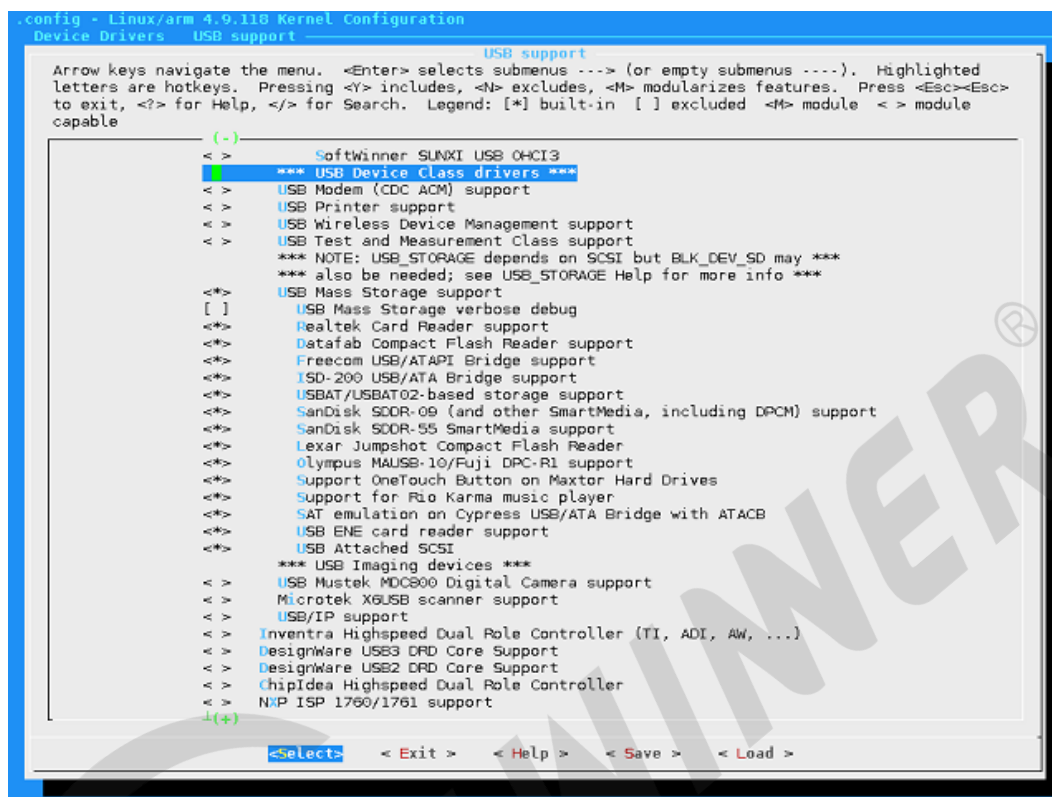 .config - Linux/arm 4.9.118 Kernel Configuration
Device Drivers   USB support
USB support
Arrow keys navigate the menu.  <Enter> selects submenus ---> (or empty submenus ----).  Highlighted
letters are hotkeys.  Pressing <Y> includes, <N> excludes, <M> modularizes features.  Press <Esc><Esc>
to exit, <?> for Help, </> for Search.  Legend: [*] built-in  [ ] excluded  <M> module  < > module
capable
(-)
< >         SoftWinner SUNXI USB OHCI3
*** USB Device Class drivers ***
< >     USB Modem (CDC ACM) support
< >     USB Printer support
< >     USB Wireless Device Management support
< >     USB Test and Measurement Class support
*** NOTE: USB_STORAGE depends on SCSI but BLK_DEV_SD may ***
*** also be needed; see USB_STORAGE Help for more info ***
<*>     USB Mass Storage support
[ ]       USB Mass Storage verbose debug
<*>       Realtek Card Reader support
<*>       Datafab Compact Flash Reader support
<*>       Freecom USB/ATAPI Bridge support
<*>       ISD-200 USB/ATA Bridge support
<*>       USBAT/USBAT02-based storage support
<*>       SanDisk SDDR-09 (and other SmartMedia, including DPCM) support
<*>       SanDisk SDDR-55 SmartMedia support
<*>       Lexar Jumpshot Compact Flash Reader
<*>       Olympus MAUSB-10/Fuji DPC-R1 support
<*>       Support OneTouch Button on Maxtor Hard Drives
<*>       Support for Rio Karma music player
<*>       SAT emulation on Cypress USB/ATA Bridge with ATACB
<*>       USB ENE card reader support
<*>       USB Attached SCSI
*** USB Imaging devices ***
< >     USB Mustek MDC800 Digital Camera support
< >     Microtek X6USB scanner support
< >     USB/IP support
< >   Inventra Highspeed Dual Role Controller (TI, ADI, AW, ...)
< >   DesignWare USB3 DRD Core Support
< >   DesignWare USB2 DRD Core Support
< >   ChipIdea Highspeed Dual Role Controller
< >   NXP ISP 1760/1761 support
(+)
<Select>    < Exit >    < Help >    < Save >    < Load >
WINNER
®